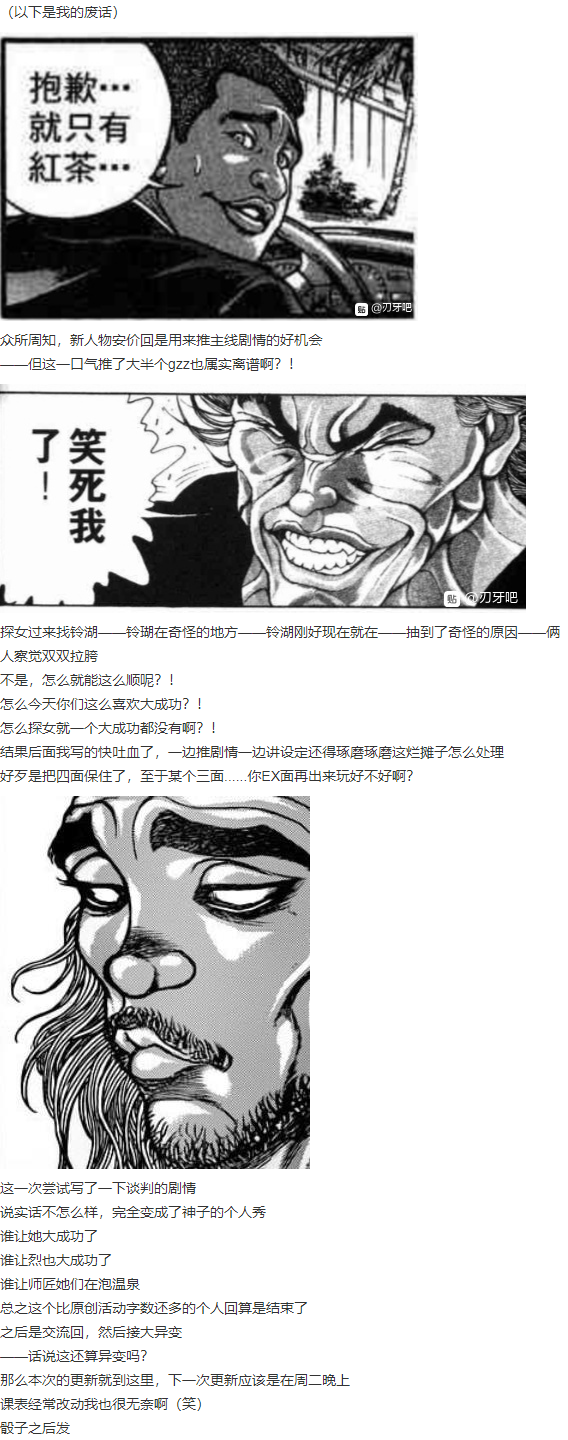 （以下是我的废话）
抱歉…
就只有
紅茶…
贴 @刃牙吧
众所周知，新人物安价回是用来推主线剧情的好机会
——但这一口气推了大半个gzz也属实离谱啊？！
笑死我
了！
贴 @刃牙吧
探女过来找铃湖——铃瑚在奇怪的地方——铃湖刚好现在就在——抽到了奇怪的原因——俩
人察觉双双拉胯
不是，怎么就能这么顺呢？！
怎么今天你们这么喜欢大成功？！
怎么探女就一个大成功都没有啊？！
结果后面我写的快吐血了，一边推剧情一边讲设定还得琢磨琢磨这烂摊子怎么处理
好歹是把四面保住了，至于某个三面......你EX面再出来玩好不好啊？
这一次尝试写了一下谈判的剧情
说实话不怎么样，完全变成了神子的个人秀
谁让她大成功了
谁让烈也大成功了
谁让师匠她们在泡温泉
总之这个比原创活动字数还多的个人回算是结束了
之后是交流回，然后接大异变
——话说这还算异变吗？
那么本次的更新就到这里，下一次更新应该是在周二晚上
课表经常改动我也很无奈啊（笑）
骰子之后发